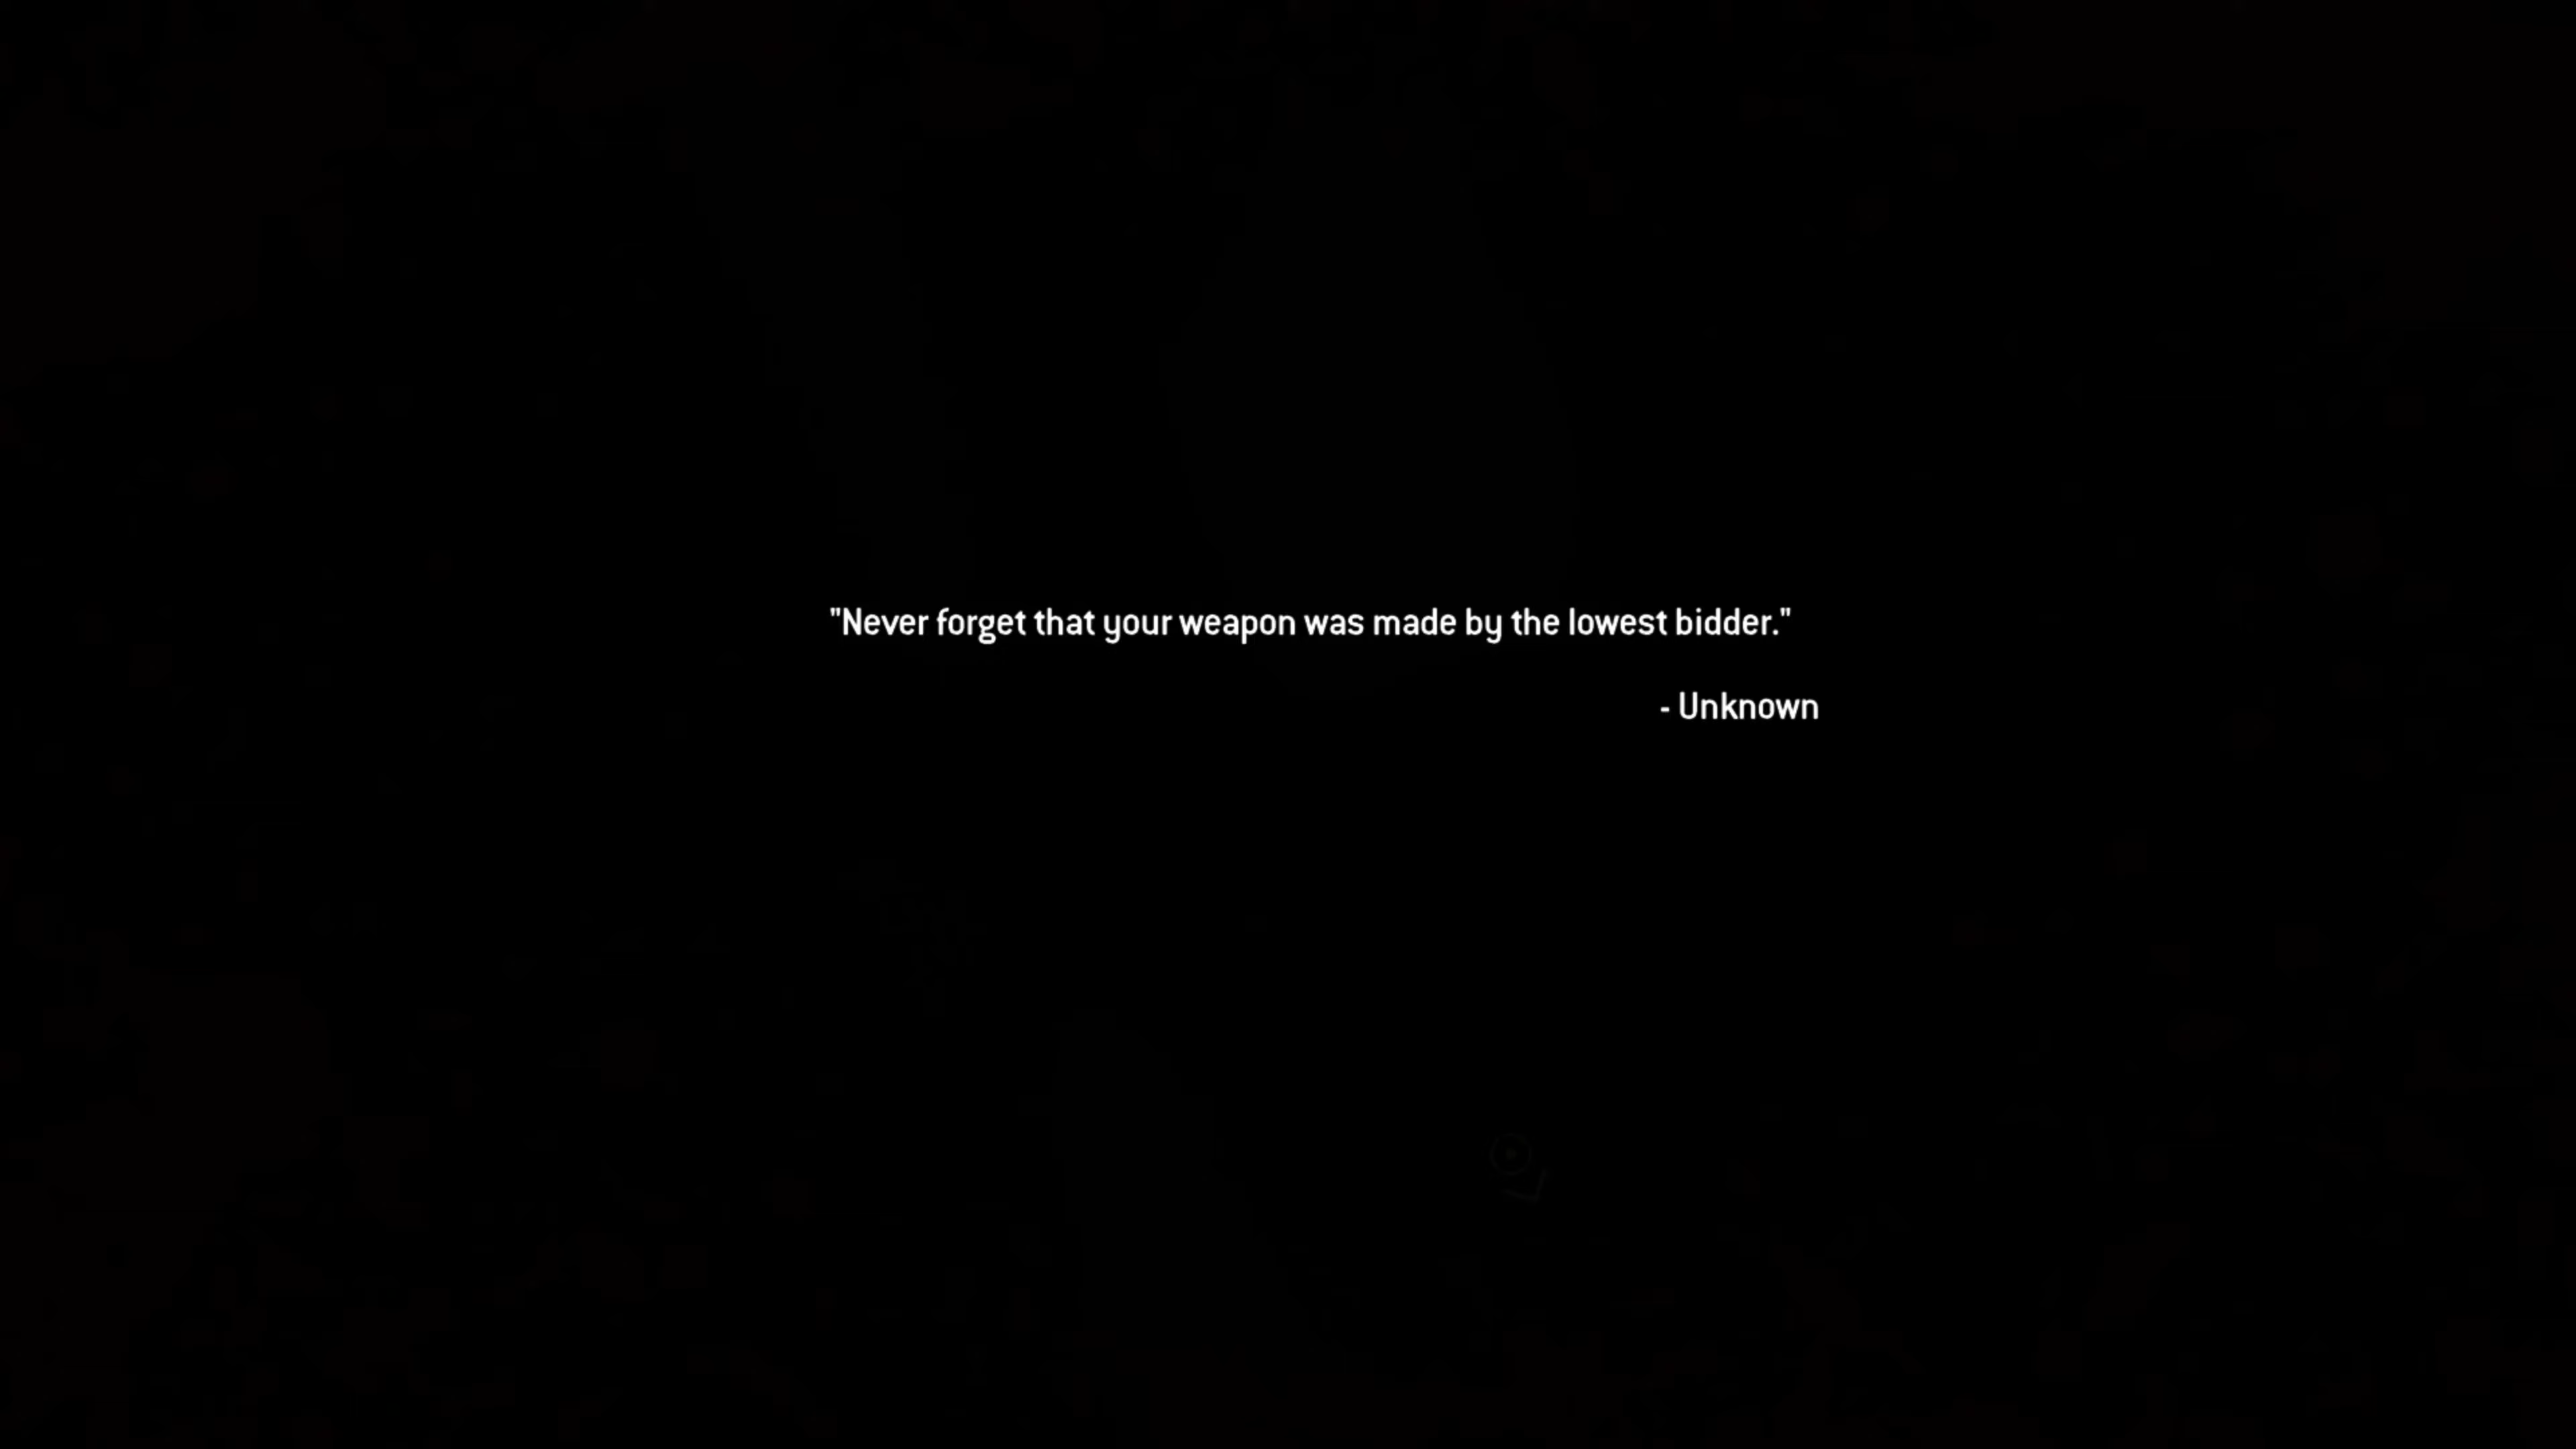 "Never forget that your weapon was made by the lowest bidder."
- Unknown